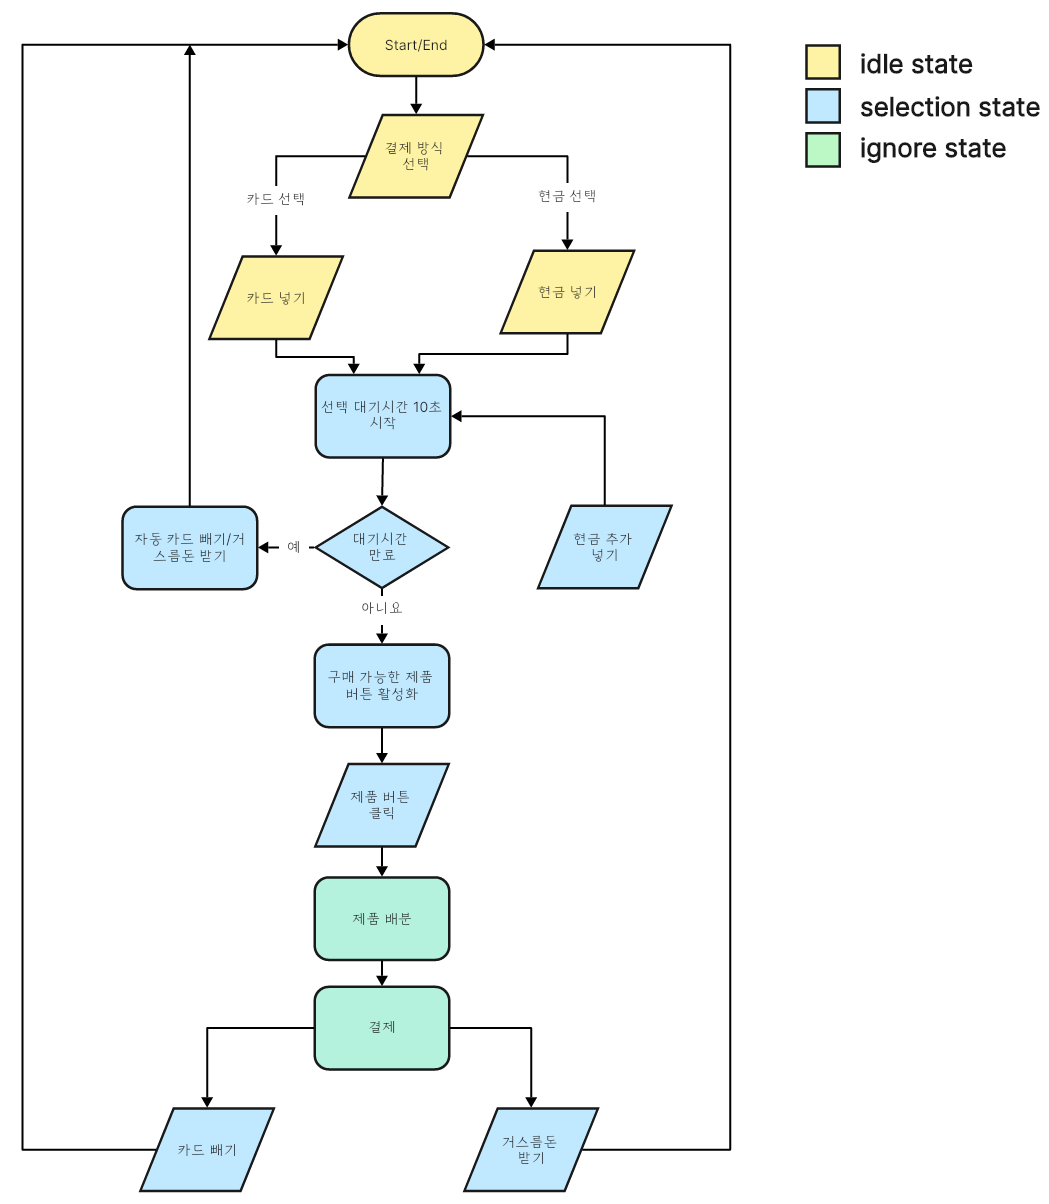 Start/End
idle state
selection state
ignore state
결제 방식
선택
카드 선택
현금 선택
카드 넣기
현금 넣기
선택 대기시간 10초
시작
자동 카드 빼기/거
스름돈 받기
예
대기시간
만료
현금 추가
넣기
아니요
구매 가능한 제품
버튼 활성화
제품 버튼
클릭
제품 배분
결제
카드 빼기
거스름돈
받기